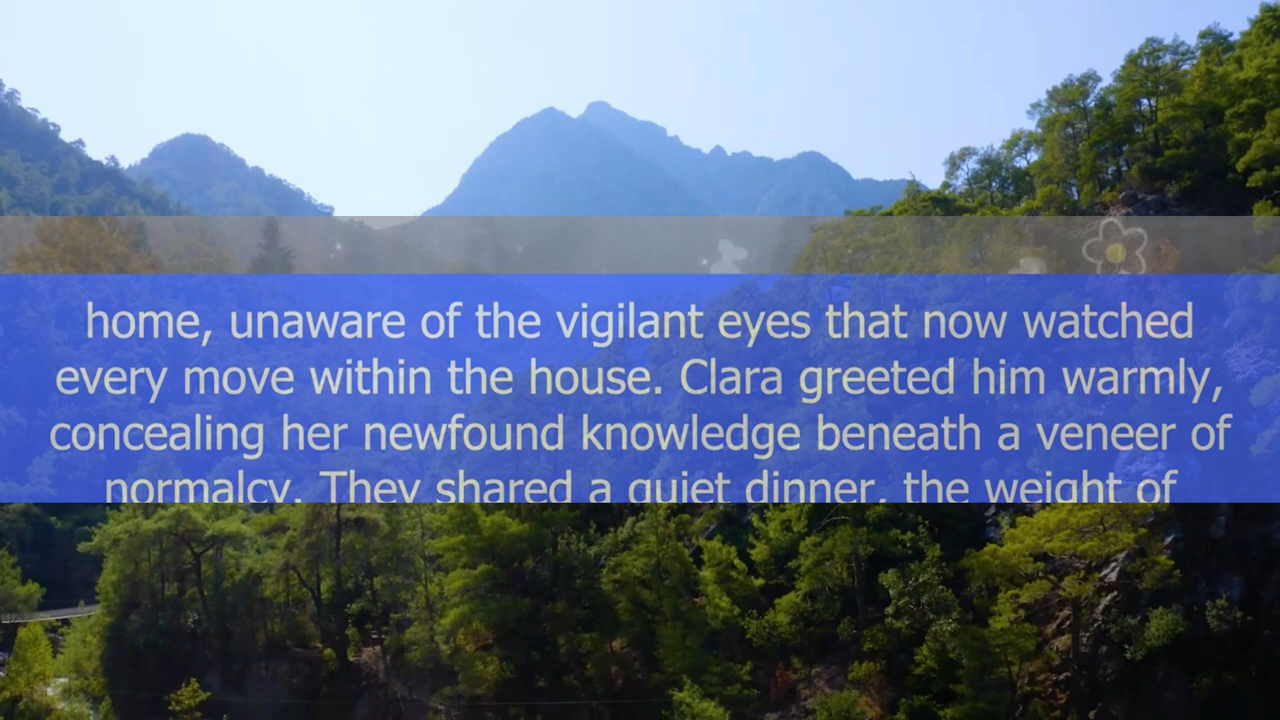 home, unaware of the vigilant eyes that now watched
every move within the house. Clara greeted him warmly,
concealing her newfound knowledge beneath a veneer of
normalcy. They shared a quiet dinner, the weight of